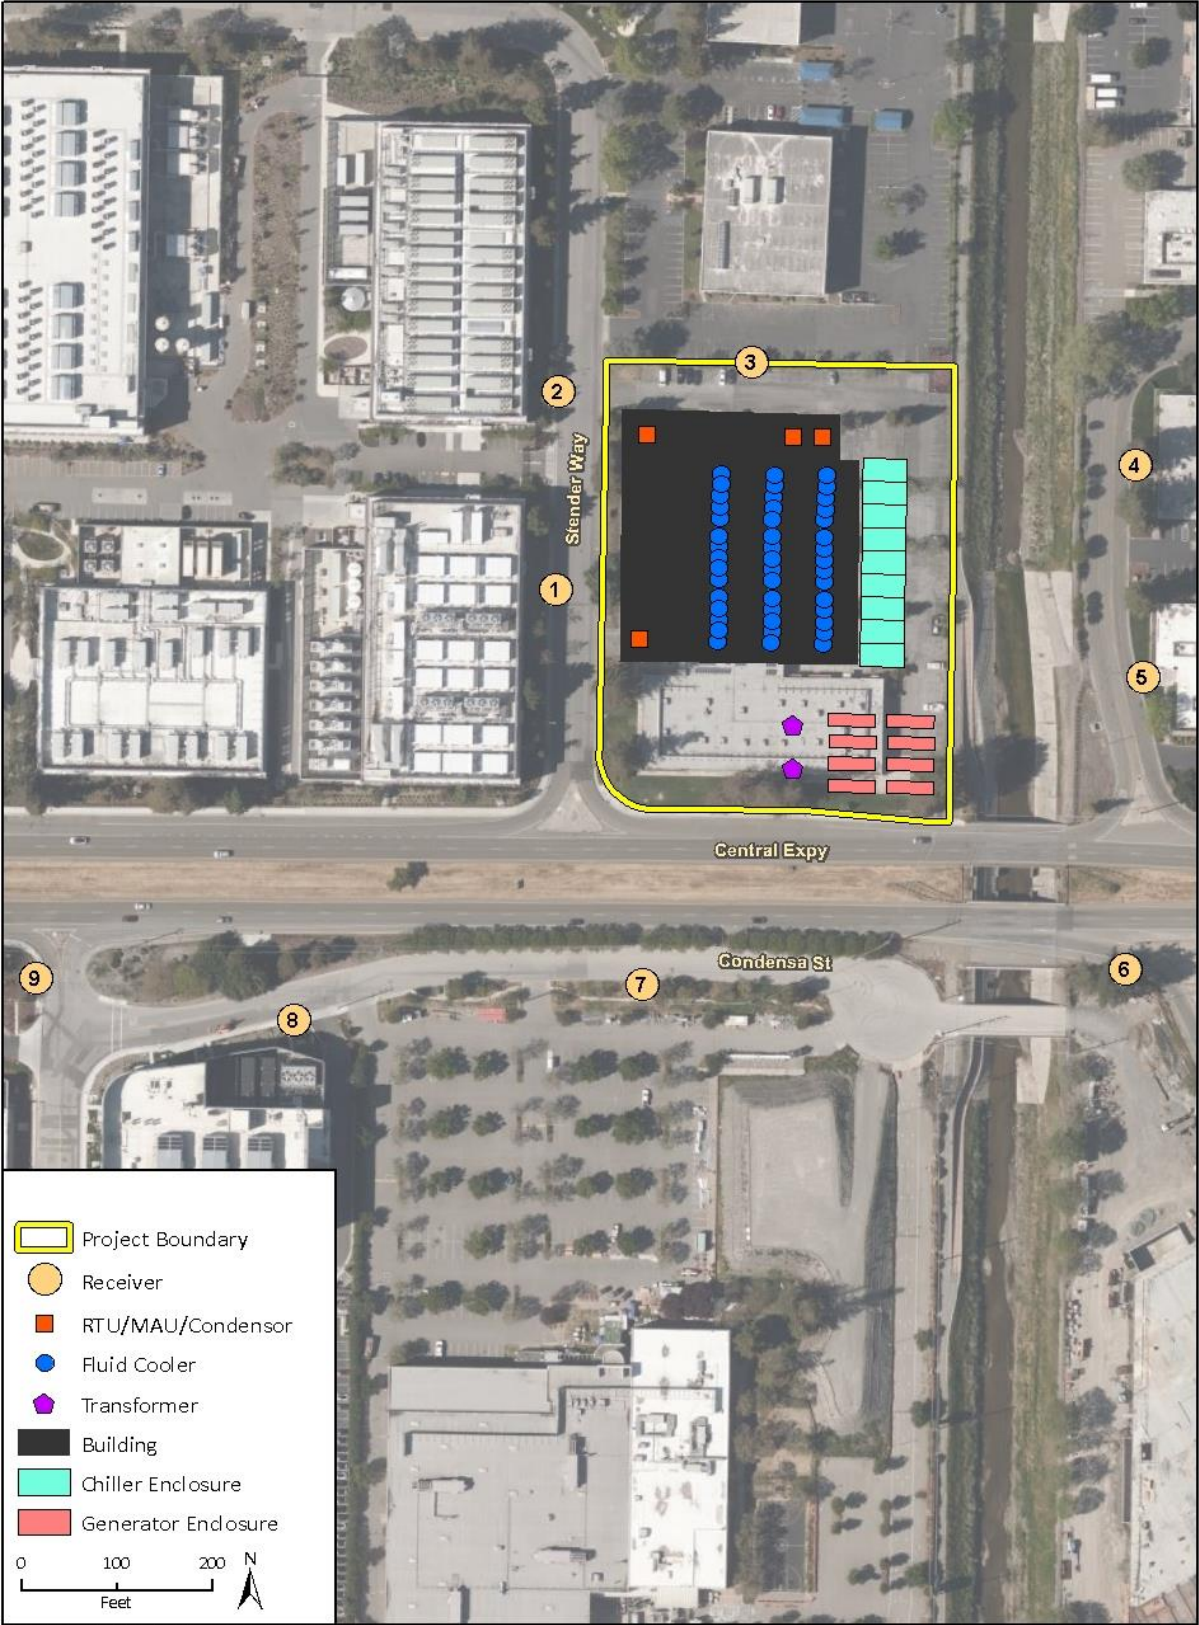 3
2
Stender Way
4
1
5
Central Expy
Condensa St
6
9
7
8
Project Boundary
Receiver
RTU/MAU/Condensor
Fluid Cooler
Transformer
Building
Chiller Enclosure
Generator Enclosure
0 100 200 N
Feet